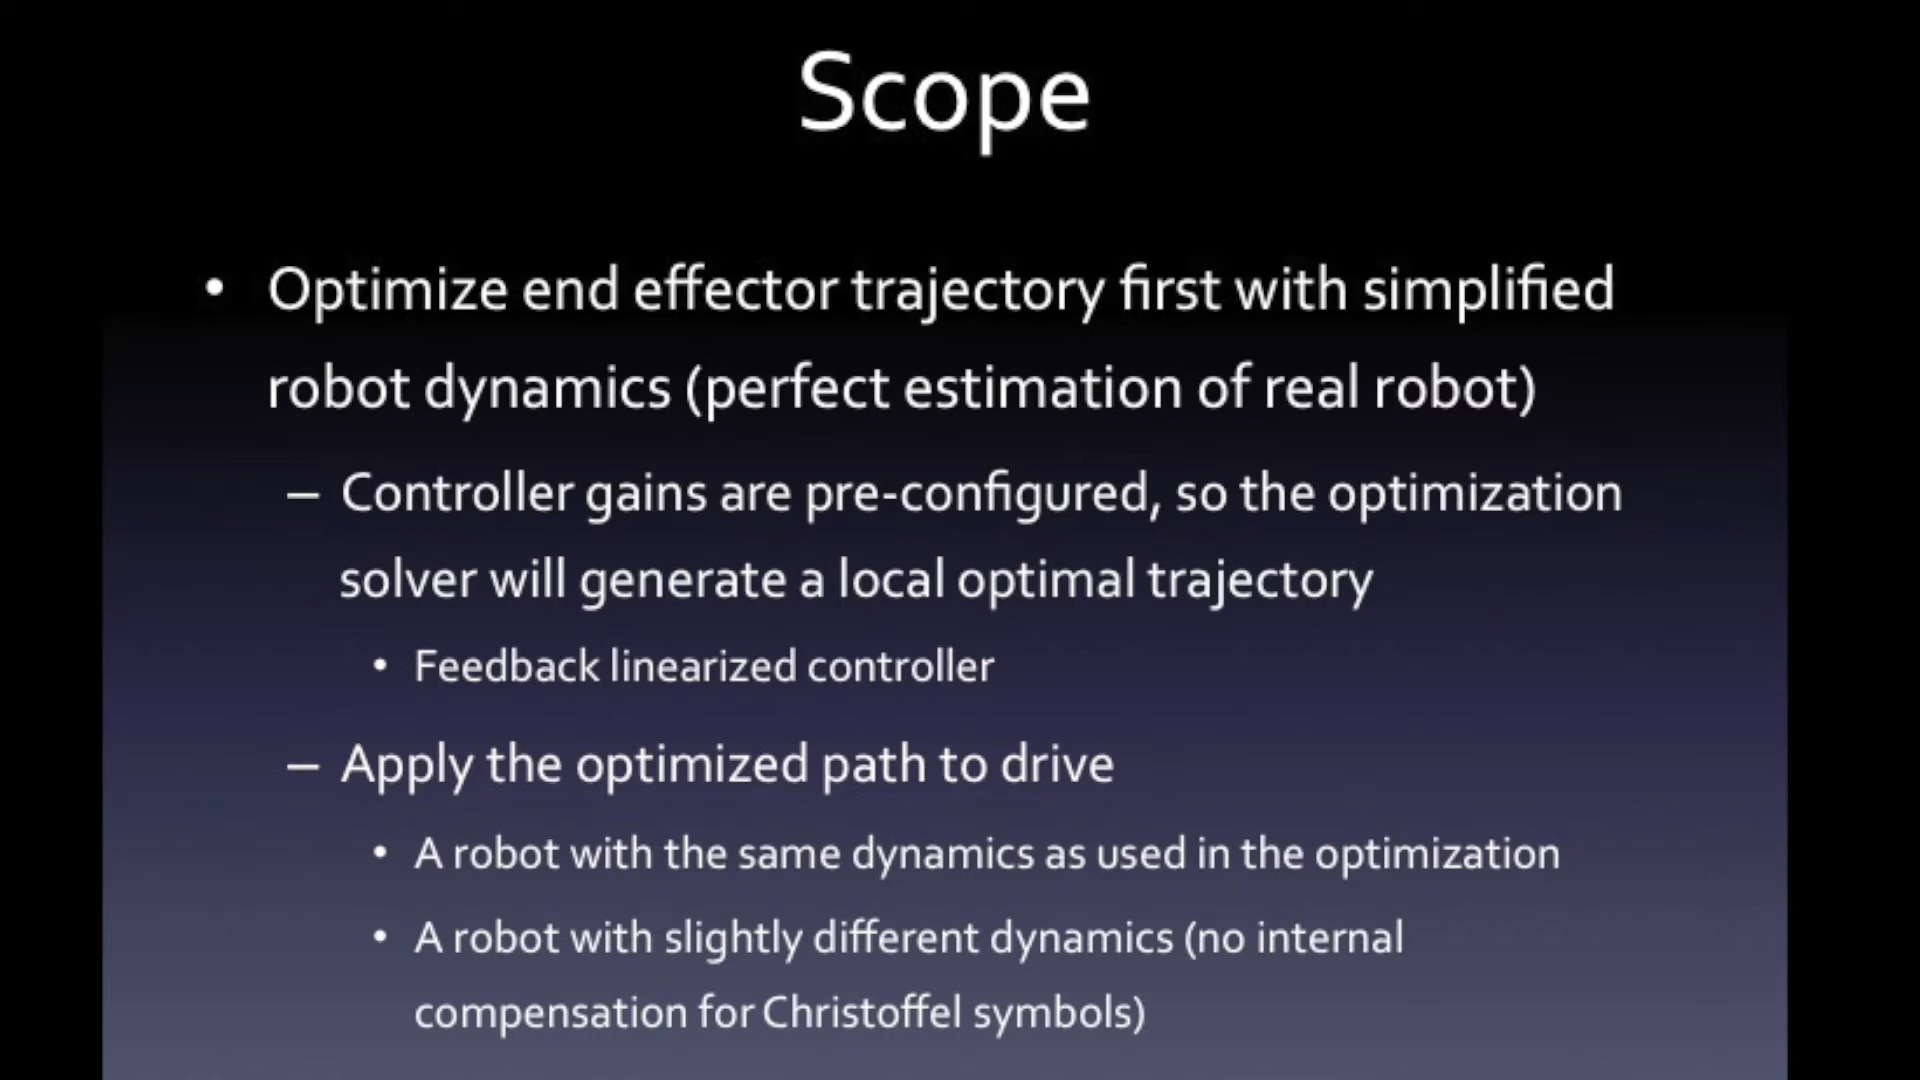 Scope
• Optimize end effector trajectory first with simplified
robot dynamics (perfect estimation of real robot)
– Controller gains are pre-configured, so the optimization
solver will generate a local optimal trajectory
• Feedback linearized controller
– Apply the optimized path to drive
• A robot with the same dynamics as used in the optimization
• A robot with slightly different dynamics (no internal
compensation for Christoffel symbols)